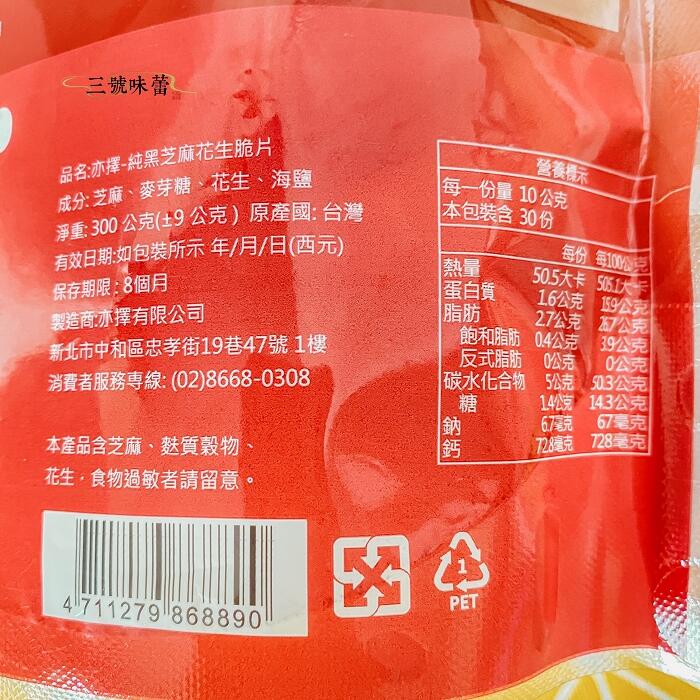 三號味蕾
品名:亦擇-純黑芝麻花生脆片
成分: 芝麻、麥芽糖、花生、海鹽
淨重: 300 公克(±9 公克) 原產國: 台灣
有效日期:如包裝所示 年/月/日(西元)
保存期限: 8個月
製造商:亦擇有限公司
新北市中和區忠孝街19巷47號 1樓
消費者服務專線: (02)8668-0308
本產品含芝麻、麩質穀物、
花生,食物過敏者請留意。
4 711279 868890
營養標示
每一份量 10 公克
本包裝含 30 份
每份 每100公克
熱量 50.5大卡 505.1大卡
蛋白質 1.6公克 15.9公克
脂肪 2.7公克 26.7公克
飽和脂肪 0.4公克 3.9公克
反式脂肪 0公克 0公克
碳水化合物 5公克 50.3公克
糖 1.4公克 14.3公克
鈉 6.7毫克 67毫克
鈣 72.8毫克 728毫克
1
PET